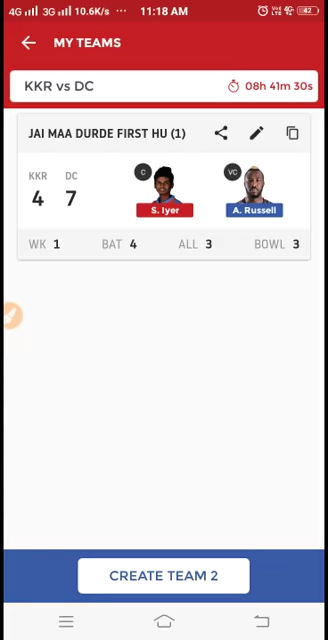 4G 3G 10.6K/s ... 11:18 AM VoLTE 4G 42
MY TEAMS
KKR vs DC 08h 41m 30s
JAI MAA DURDE FIRST HU (1)
KKR DC C VC
4 7
S. Iyer A. Russell
WK 1 BAT 4 ALL 3 BOWL 3
CREATE TEAM 2